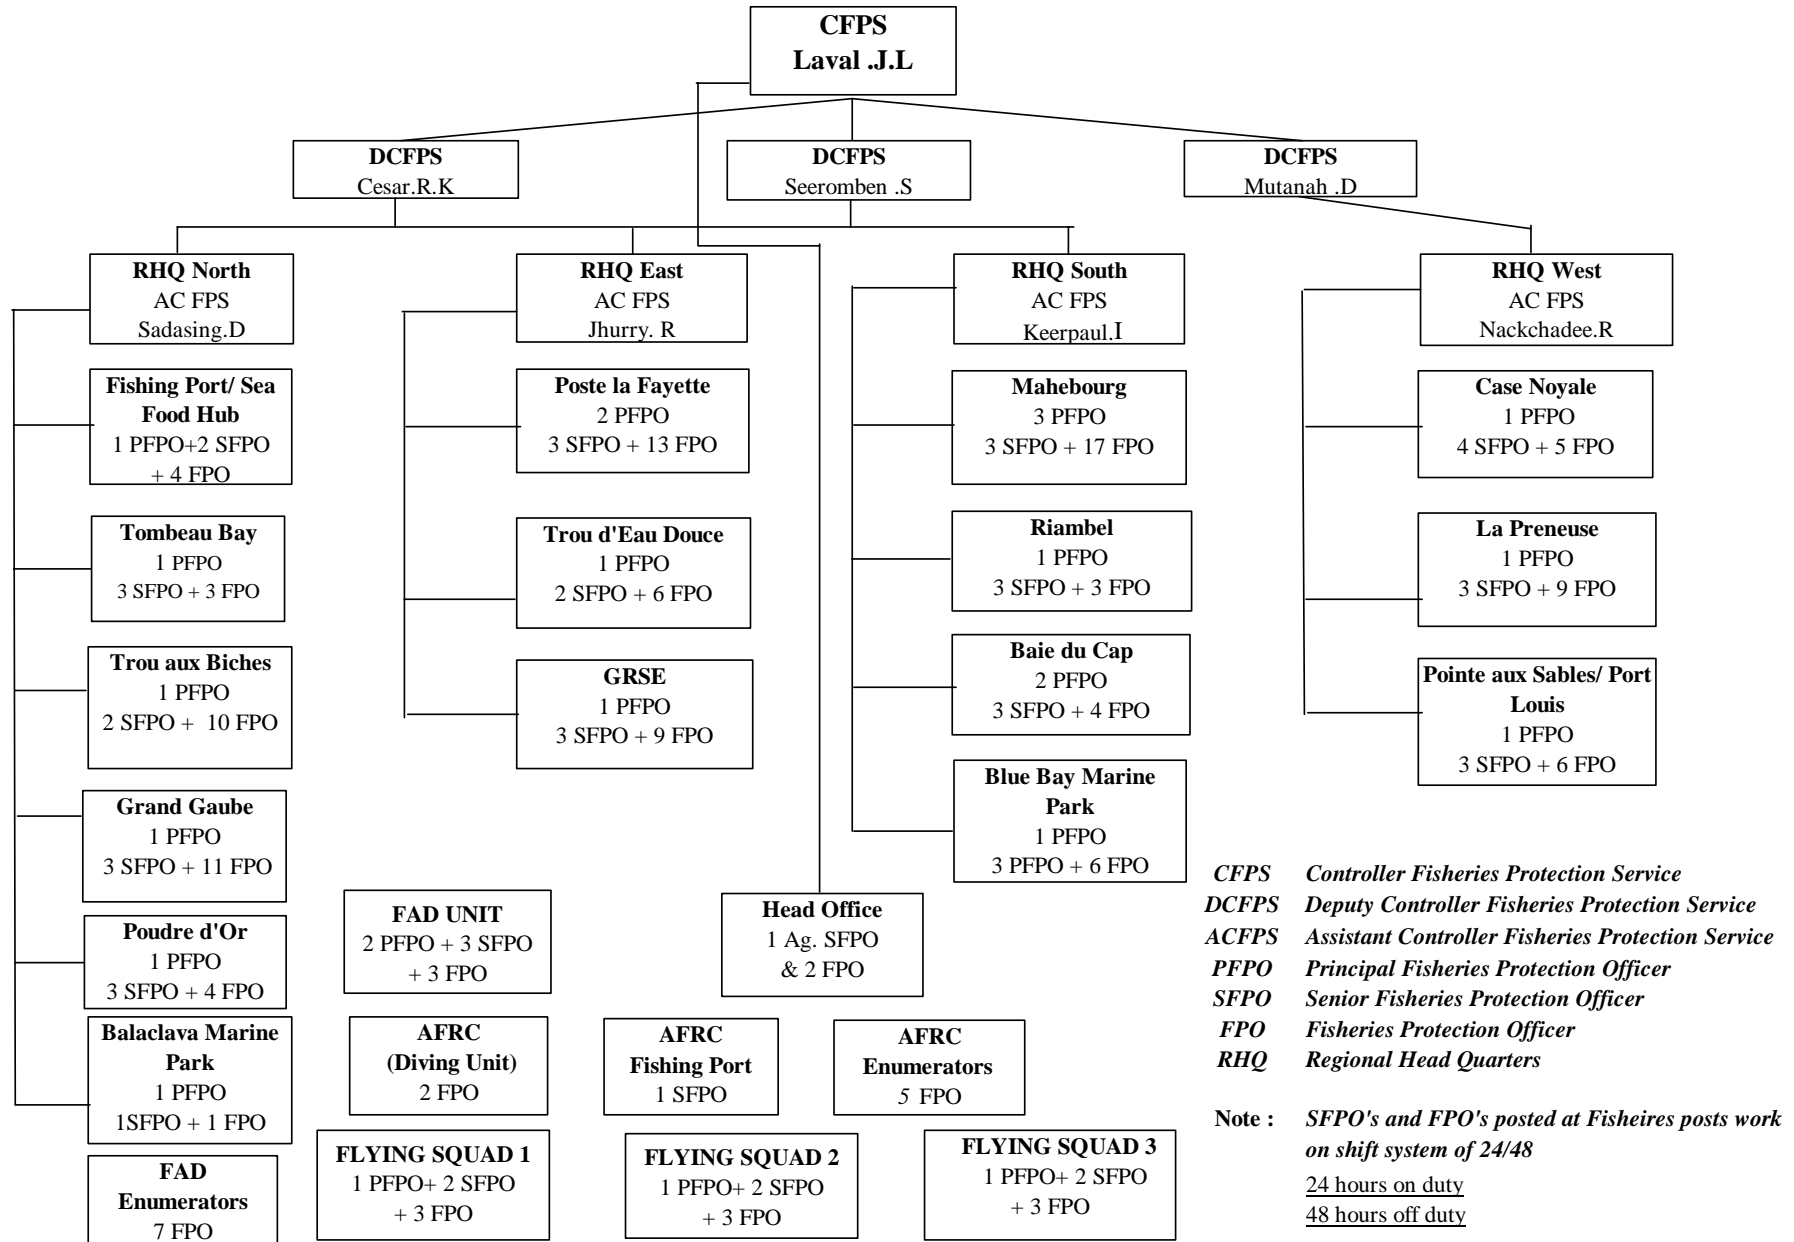 CFPS
Laval .J.L
DCFPS
Cesar.R.K
DCFPS
Seeromben .S
DCFPS
Mutanah .D
RHQ North
AC FPS
Sadasing.D
RHQ East
AC FPS
Jhurry. R
RHQ South
AC FPS
Keerpaul.I
RHQ West
AC FPS
Nackchadee.R
Fishing Port/ Sea
Food Hub
1 PFPO+2 SFPO
+ 4 FPO
Tombeau Bay
1 PFPO
3 SFPO + 3 FPO
Trou aux Biches
1 PFPO
2 SFPO + 10 FPO
Grand Gaube
1 PFPO
3 SFPO + 11 FPO
Poudre d'Or
1 PFPO
3 SFPO + 4 FPO
Balaclava Marine
Park
1 PFPO
1SFPO + 1 FPO
FAD
Enumerators
7 FPO
Poste la Fayette
2 PFPO
3 SFPO + 13 FPO
Trou d'Eau Douce
1 PFPO
2 SFPO + 6 FPO
GRSE
1 PFPO
3 SFPO + 9 FPO
Mahebourg
3 PFPO
3 SFPO + 17 FPO
Riambel
1 PFPO
3 SFPO + 3 FPO
Baie du Cap
2 PFPO
3 SFPO + 4 FPO
Blue Bay Marine
Park
1 PFPO
3 PFPO + 6 FPO
Case Noyale
1 PFPO
4 SFPO + 5 FPO
La Preneuse
1 PFPO
3 SFPO + 9 FPO
Pointe aux Sables/ Port
Louis
1 PFPO
3 SFPO + 6 FPO
FAD UNIT
2 PFPO + 3 SFPO
+ 3 FPO
Head Office
1 Ag. SFPO
& 2 FPO
AFRC
(Diving Unit)
2 FPO
AFRC
Fishing Port
1 SFPO
AFRC
Enumerators
5 FPO
FLYING SQUAD 1
1 PFPO+ 2 SFPO
+ 3 FPO
FLYING SQUAD 2
1 PFPO+ 2 SFPO
+ 3 FPO
FLYING SQUAD 3
1 PFPO+ 2 SFPO
+ 3 FPO
CFPS Controller Fisheries Protection Service
DCFPS Deputy Controller Fisheries Protection Service
ACFPS Assistant Controller Fisheries Protection Service
PFPO Principal Fisheries Protection Officer
SFPO Senior Fisheries Protection Officer
FPO Fisheries Protection Officer
RHQ Regional Head Quarters
Note : SFPO's and FPO's posted at Fisheires posts work
on shift system of 24/48
24 hours on duty
48 hours off duty